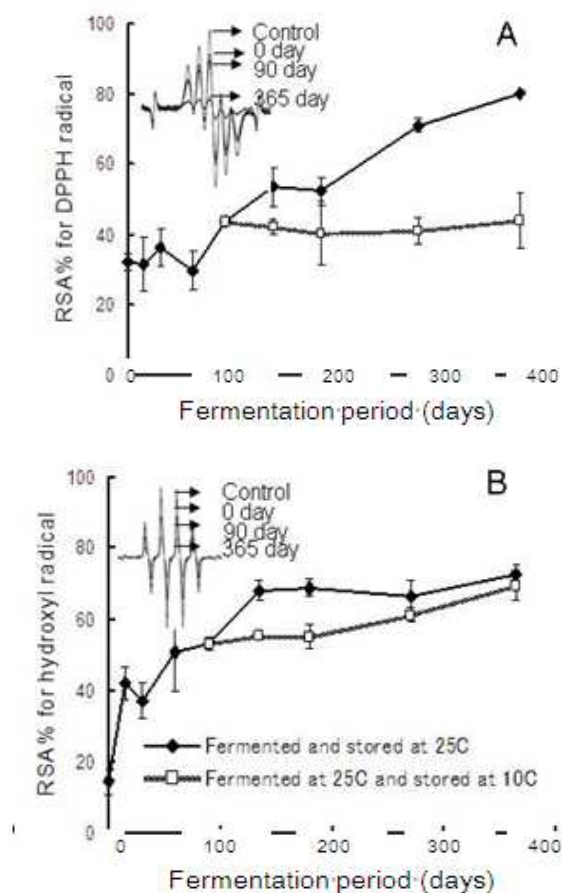 A
100
Control
0 day
90 day
365 day
80
60
40
20
0
0 100 200 300 400
RSA% for DPPH radical
Fermentation period (days)
B
100
Control
0 day
90 day
365 day
80
60
40
20
0
Fermented and stored at 25C
Fermented at 25C and stored at 10C
0 100 200 300 400
RSA% for hydroxyl radical
Fermentation period (days)